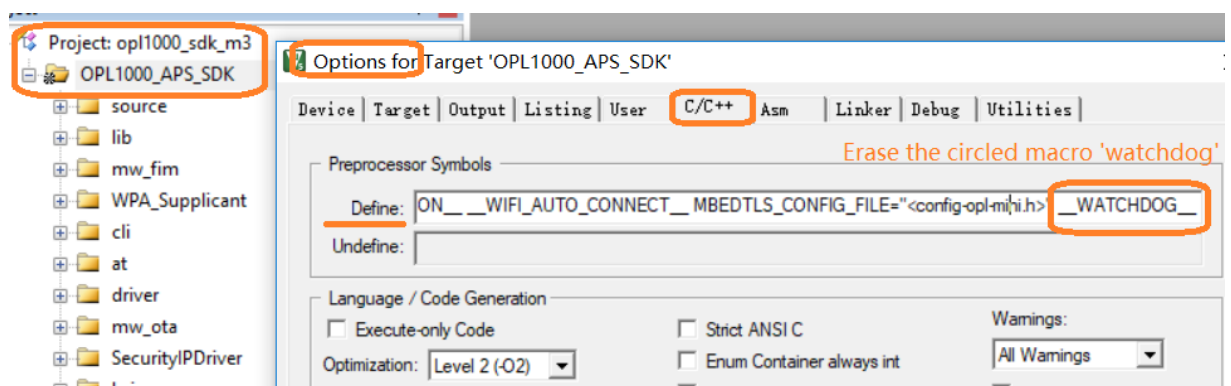 Project: opl1000_sdk_m3
OPL1000_APS_SDK
source
lib
mw_fim
WPA_Supplicant
cli
at
driver
mw_ota
SecurityIPDriver
Options for Target 'OPL1000_APS_SDK'
Device Target Output Listing User C/C++ Asm Linker Debug Utilities
Erase the circled macro 'watchdog'
Preprocessor Symbols
Define: ON__ __WIFI_AUTO_CONNECT__ MBEDTLS_CONFIG_FILE="<config-opl-mini.h>" __WATCHDOG__
Undefine:
Language / Code Generation
Execute-only Code
Strict ANSI C
Warnings:
Optimization: Level 2 (-O2)
Enum Container always int
All Warnings